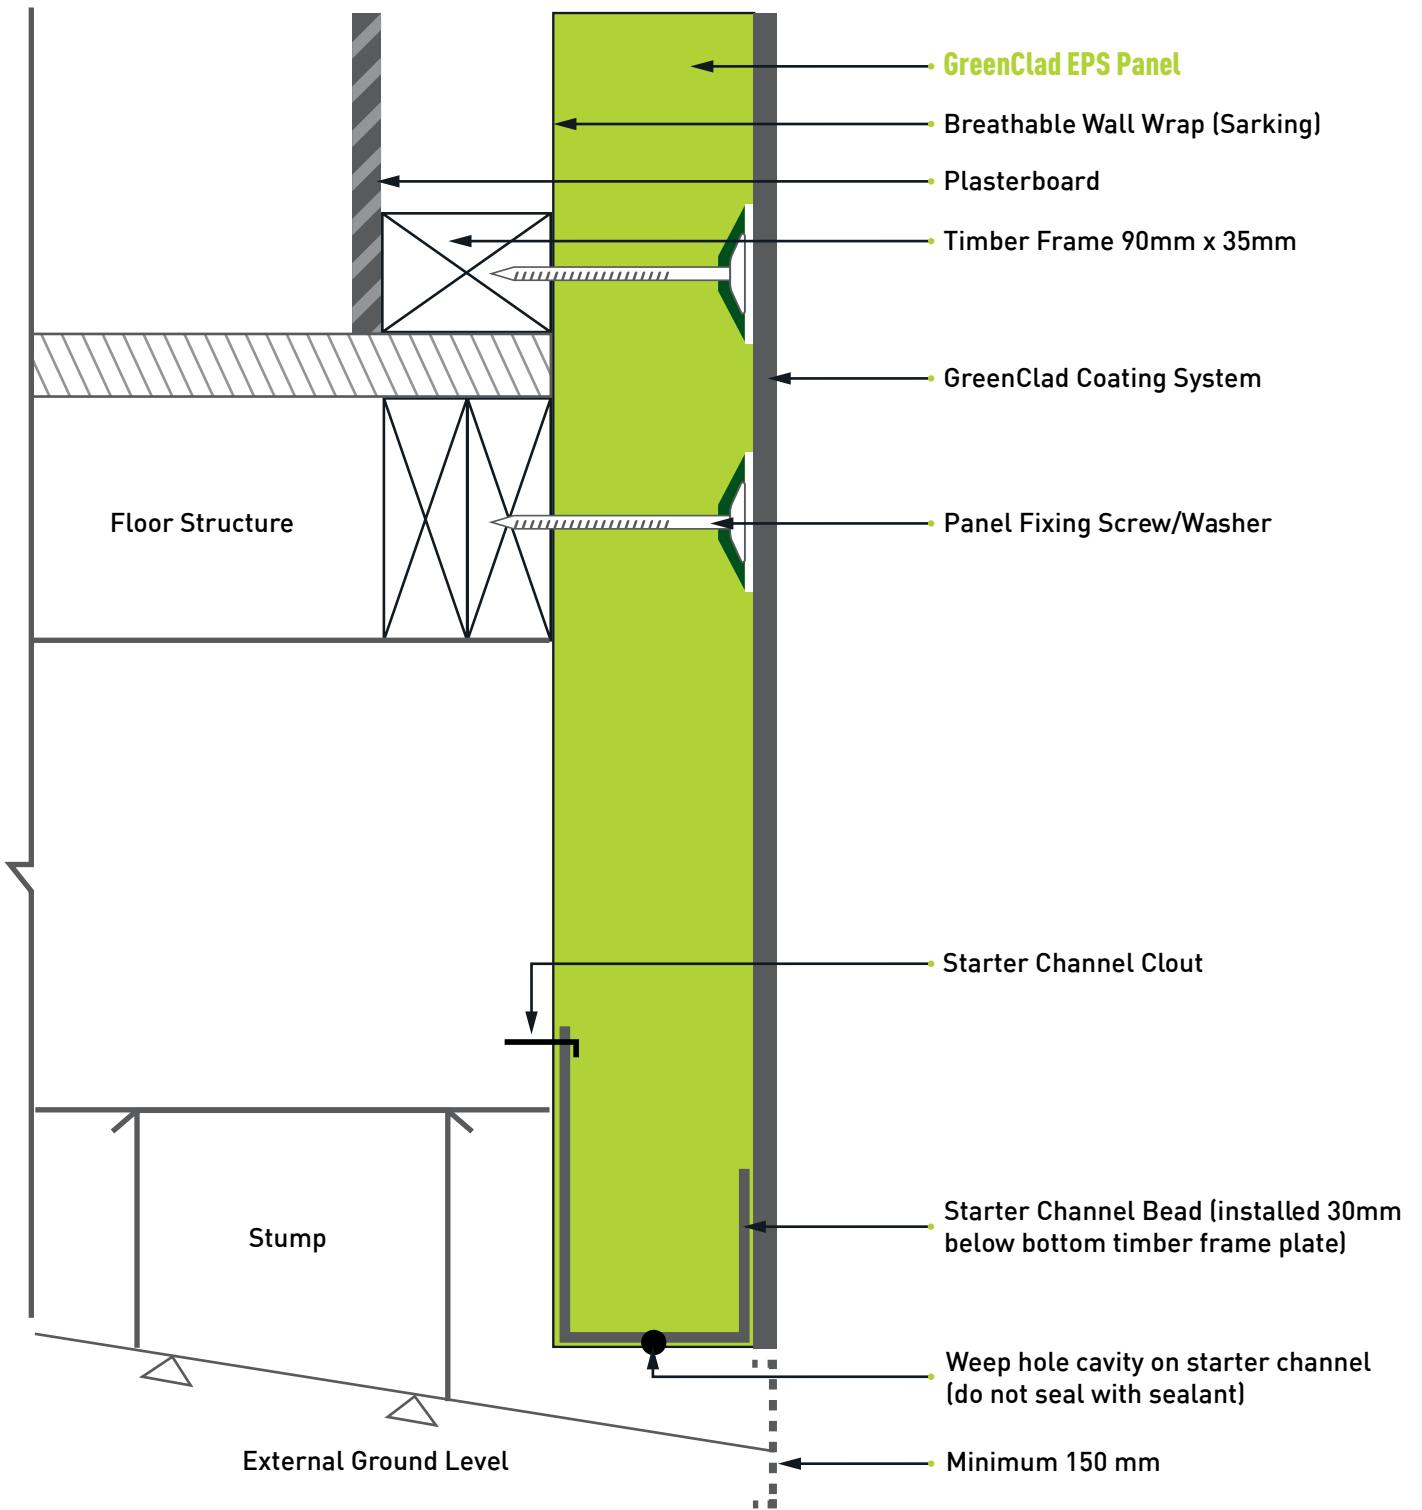 GreenClad EPS Panel
Breathable Wall Wrap (Sarking)
Plasterboard
Timber Frame 90mm x 35mm
GreenClad Coating System
Floor Structure
Panel Fixing Screw/Washer
Starter Channel Clout
Starter Channel Bead (installed 30mm
below bottom timber frame plate)
Stump
Weep hole cavity on starter channel
(do not seal with sealant)
External Ground Level
Minimum 150 mm